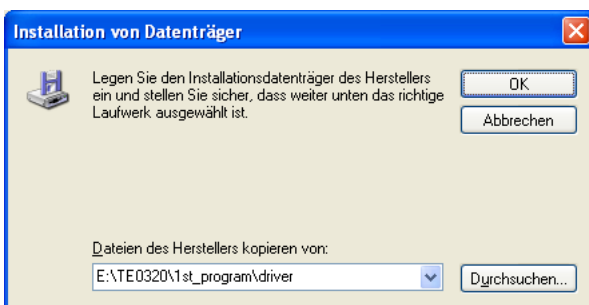 Installation von Datenträger
Legen Sie den Installationsdatenträger des Herstellers
ein und stellen Sie sicher, dass weiter unten das richtige
Laufwerk ausgewählt ist.
OK
Abbrechen
Dateien des Herstellers kopieren von:
E:\TE0320\1st_program\driver
Durchsuchen...